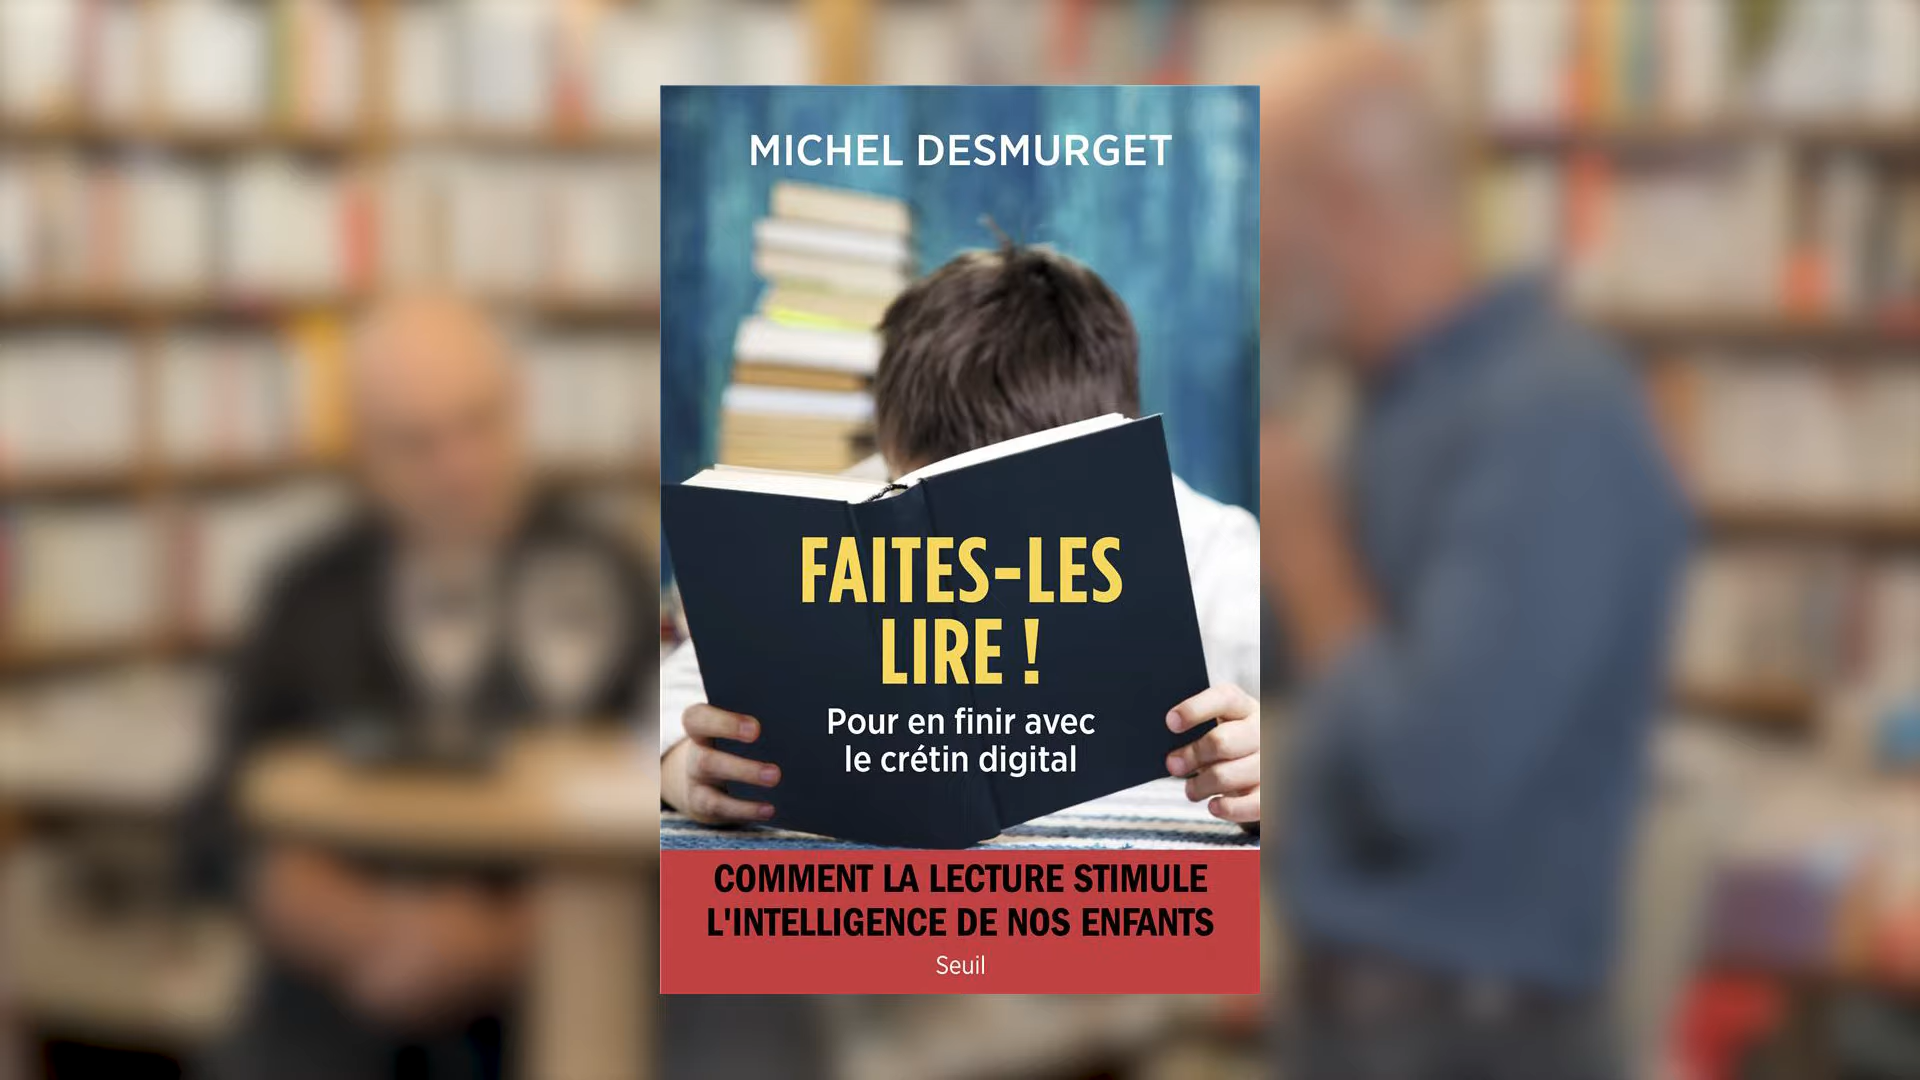 MICHEL DESMURGET
FAITES-LES
LIRE !
Pour en finir avec
le crétin digital
COMMENT LA LECTURE STIMULE
L'INTELLIGENCE DE NOS ENFANTS
Seuil